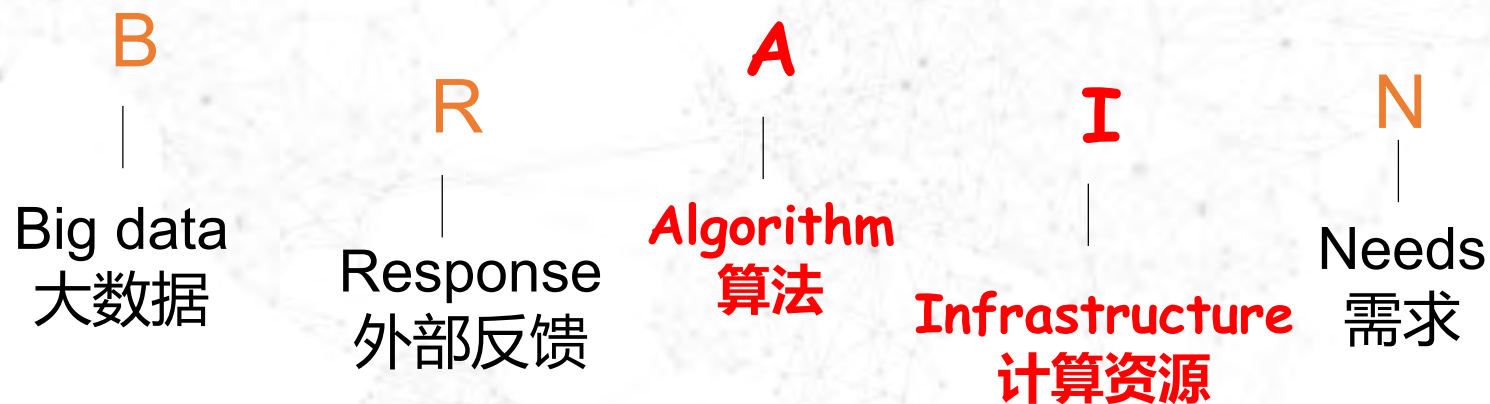 B
R
A
I
N
Big data
大数据
Response
外部反馈
Algorithm
算法
Infrastructure
计算资源
Needs
需求